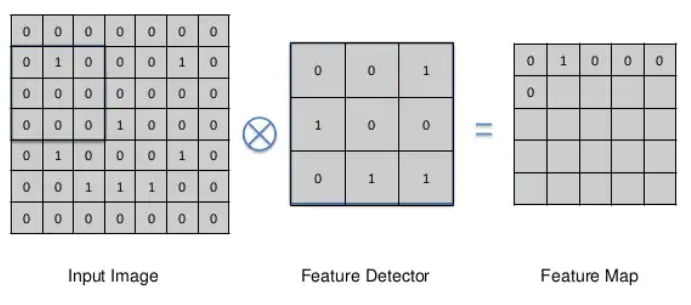 0 0 0 0 0 0 0
0 1 0 0 0 1 0
0 0 0 0 0 0 0
0 0 0 1 0 0 0
0 1 0 0 0 1 0
0 0 1 1 1 0 0
0 0 0 0 0 0 0
0 0 1
1 0 0
0 1 1
=
0 1 0 0 0
0
Input Image
Feature Detector
Feature Map